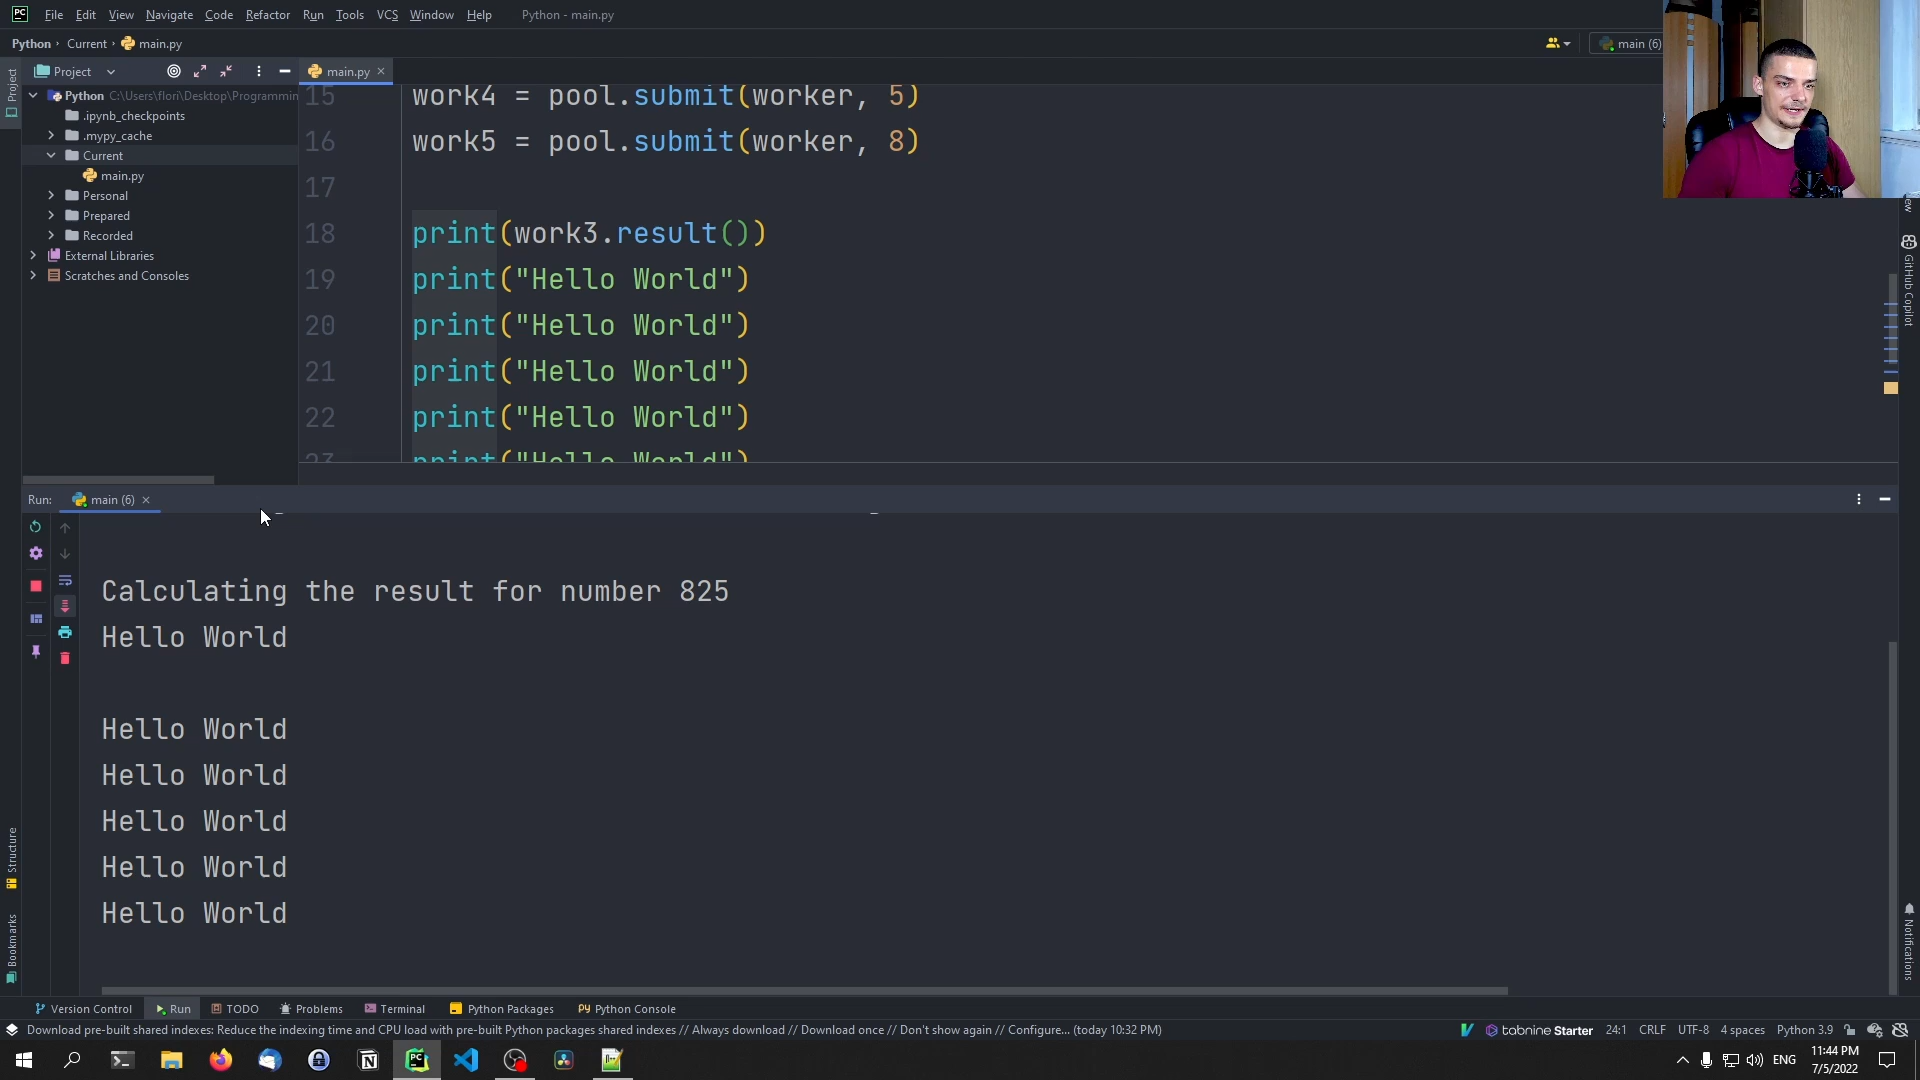 PC File Edit View Navigate Code Refactor Run Tools VCS Window Help Python - main.py
Python Current main.py
main (6)
Project
Project
main.py
Python C:\Users\flori\Desktop\Programmin
.ipynb_checkpoints
.mypy_cache
Current
main.py
Personal
Prepared
Recorded
External Libraries
Scratches and Consoles
15 work4 = pool.submit(worker, 5)
16 work5 = pool.submit(worker, 8)
17
18 print(work3.result())
19 print("Hello World")
20 print("Hello World")
21 print("Hello World")
22 print("Hello World")
23 print("Hello World")
GitHub Copilot
Run: main (6)
Calculating the result for number 825
Hello World
Hello World
Hello World
Hello World
Hello World
Hello World
Structure
Bookmarks
Notifications
Version Control Run TODO Problems Terminal Python Packages Python Console
Download pre-built shared indexes: Reduce the indexing time and CPU load with pre-built Python packages shared indexes // Always download // Download once // Don't show again // Configure... (today 10:32 PM)
tabnine Starter 24:1 CRLF UTF-8 4 spaces Python 3.9
ENG
11:44 PM
7/5/2022